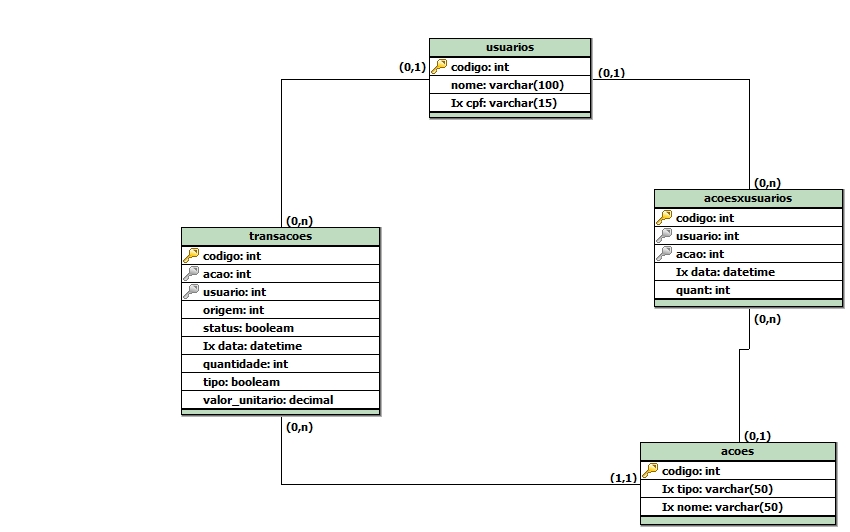 usuarios
(0,1)
codigo: int
(0,1)
nome: varchar(100)
Ix cpf: varchar(15)
(0,n)
acoesxusuarios
codigo: int
usuario: int
acao: int
Ix data: datetime
quant: int
(0,n)
(0,n)
transacoes
codigo: int
acao: int
usuario: int
origem: int
status: booleam
Ix data: datetime
quantidade: int
tipo: booleam
valor_unitario: decimal
(0,n)
(0,1)
acoes
(1,1)
codigo: int
Ix tipo: varchar(50)
Ix nome: varchar(50)